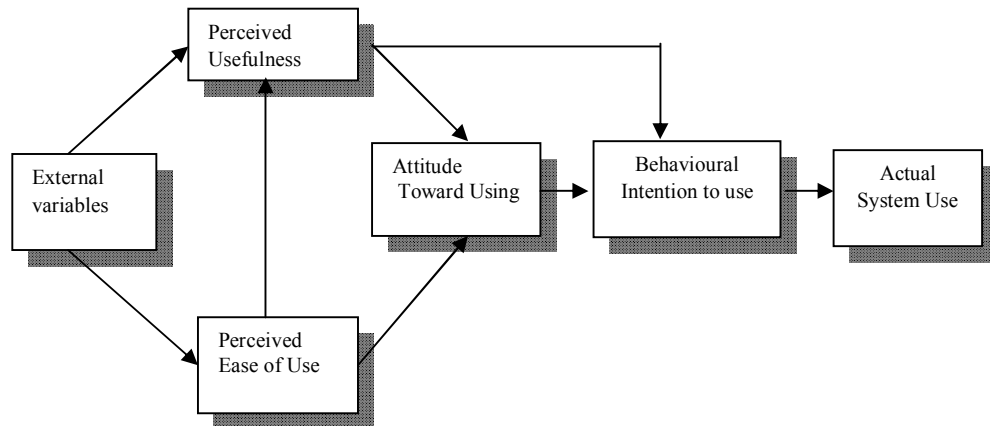 Perceived
Usefulness
External
variables
Attitude
Toward Using
Behavioural
Intention to use
Actual
System Use
Perceived
Ease of Use